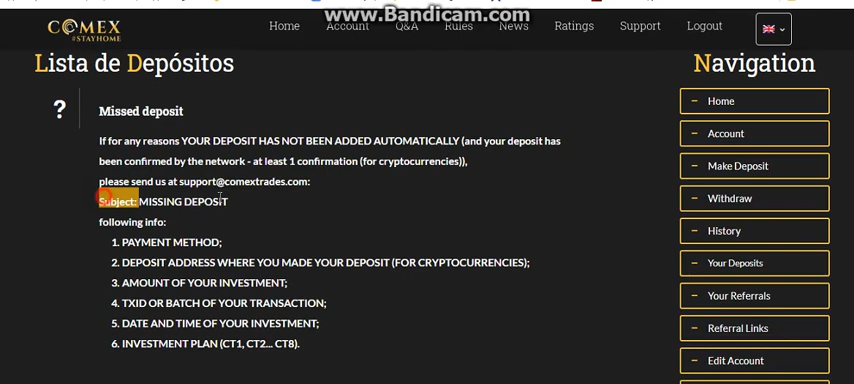 www.Bandicam.com
COMEX
#STAYHOME
Home Account Q&A Rules News Ratings Support Logout
Lista de Depósitos
Navigation
? Missed deposit
If for any reasons YOUR DEPOSIT HAS NOT BEEN ADDED AUTOMATICALLY (and your deposit has
been confirmed by the network - at least 1 confirmation (for cryptocurrencies)),
please send us at support@comextrades.com:
Subject: MISSING DEPOSIT
following info:
1. PAYMENT METHOD;
2. DEPOSIT ADDRESS WHERE YOU MADE YOUR DEPOSIT (FOR CRYPTOCURRENCIES);
3. AMOUNT OF YOUR INVESTMENT;
4. TXID OR BATCH OF YOUR TRANSACTION;
5. DATE AND TIME OF YOUR INVESTMENT;
6. INVESTMENT PLAN (CT1, CT2... CT8).
Home
Account
Make Deposit
Withdraw
History
Your Deposits
Your Referrals
Referral Links
Edit Account